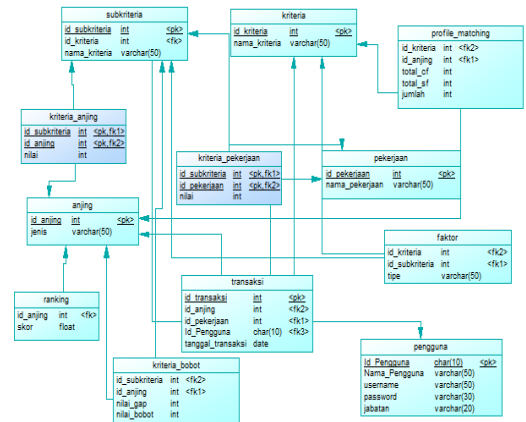 subkriteria
id_subkriteria int <pk>
id_kriteria int <fk>
nama_kriteria varchar(50)
kriteria
id_kriteria int <pk>
nama_kriteria varchar(50)
profile_matching
id_kriteria int <fk2>
id_anjing int <fk1>
total_cf int
total_sf int
jumlah int
kriteria_anjing
id_subkriteria int <pk,fk1>
id_anjing int <pk,fk2>
nilai int
kriteria_pekerjaan
id_subkriteria int <pk,fk1>
id_pekerjaan int <pk,fk2>
nilai int
pekerjaan
id_pekerjaan int <pk>
nama_pekerjaan varchar(50)
anjing
id_anjing int <pk>
jenis varchar(50)
faktor
id_kriteria int <fk2>
id_subkriteria int <fk1>
tipe varchar(50)
ranking
id_anjing int <fk>
skor float
transaksi
id_transaksi int <pk>
id_anjing int <fk2>
id_pekerjaan int <fk1>
Id_Pengguna char(10) <fk3>
tanggal_transaksi date
kriteria_bobot
id_subkriteria int <fk2>
id_anjing int <fk1>
nilai_gap int
nilai_bobot int
pengguna
Id_Pengguna char(10) <pk>
Nama_Pengguna varchar(50)
username varchar(50)
password varchar(30)
jabatan varchar(20)